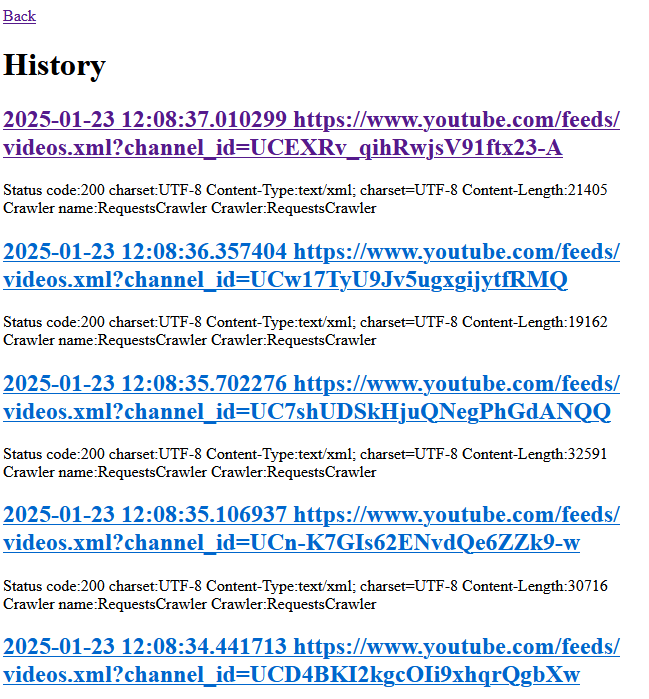 Back
History
2025-01-23 12:08:37.010299 https://www.youtube.com/feeds/
videos.xml?channel_id=UCEXRv_qihRwjsV91ftx23-A
Status code:200 charset:UTF-8 Content-Type:text/xml; charset=UTF-8 Content-Length:21405
Crawler name:RequestsCrawler Crawler:RequestsCrawler
2025-01-23 12:08:36.357404 https://www.youtube.com/feeds/
videos.xml?channel_id=UCw17TyU9Jv5ugxgijytfRMQ
Status code:200 charset:UTF-8 Content-Type:text/xml; charset=UTF-8 Content-Length:19162
Crawler name:RequestsCrawler Crawler:RequestsCrawler
2025-01-23 12:08:35.702276 https://www.youtube.com/feeds/
videos.xml?channel_id=UC7shUDSkHjuQNegPhGdANQQ
Status code:200 charset:UTF-8 Content-Type:text/xml; charset=UTF-8 Content-Length:32591
Crawler name:RequestsCrawler Crawler:RequestsCrawler
2025-01-23 12:08:35.106937 https://www.youtube.com/feeds/
videos.xml?channel_id=UCn-K7GIs62ENvdQe6ZZk9-w
Status code:200 charset:UTF-8 Content-Type:text/xml; charset=UTF-8 Content-Length:30716
Crawler name:RequestsCrawler Crawler:RequestsCrawler
2025-01-23 12:08:34.441713 https://www.youtube.com/feeds/
videos.xml?channel_id=UCD4BKI2kgcOIi9xhqrQgbXw